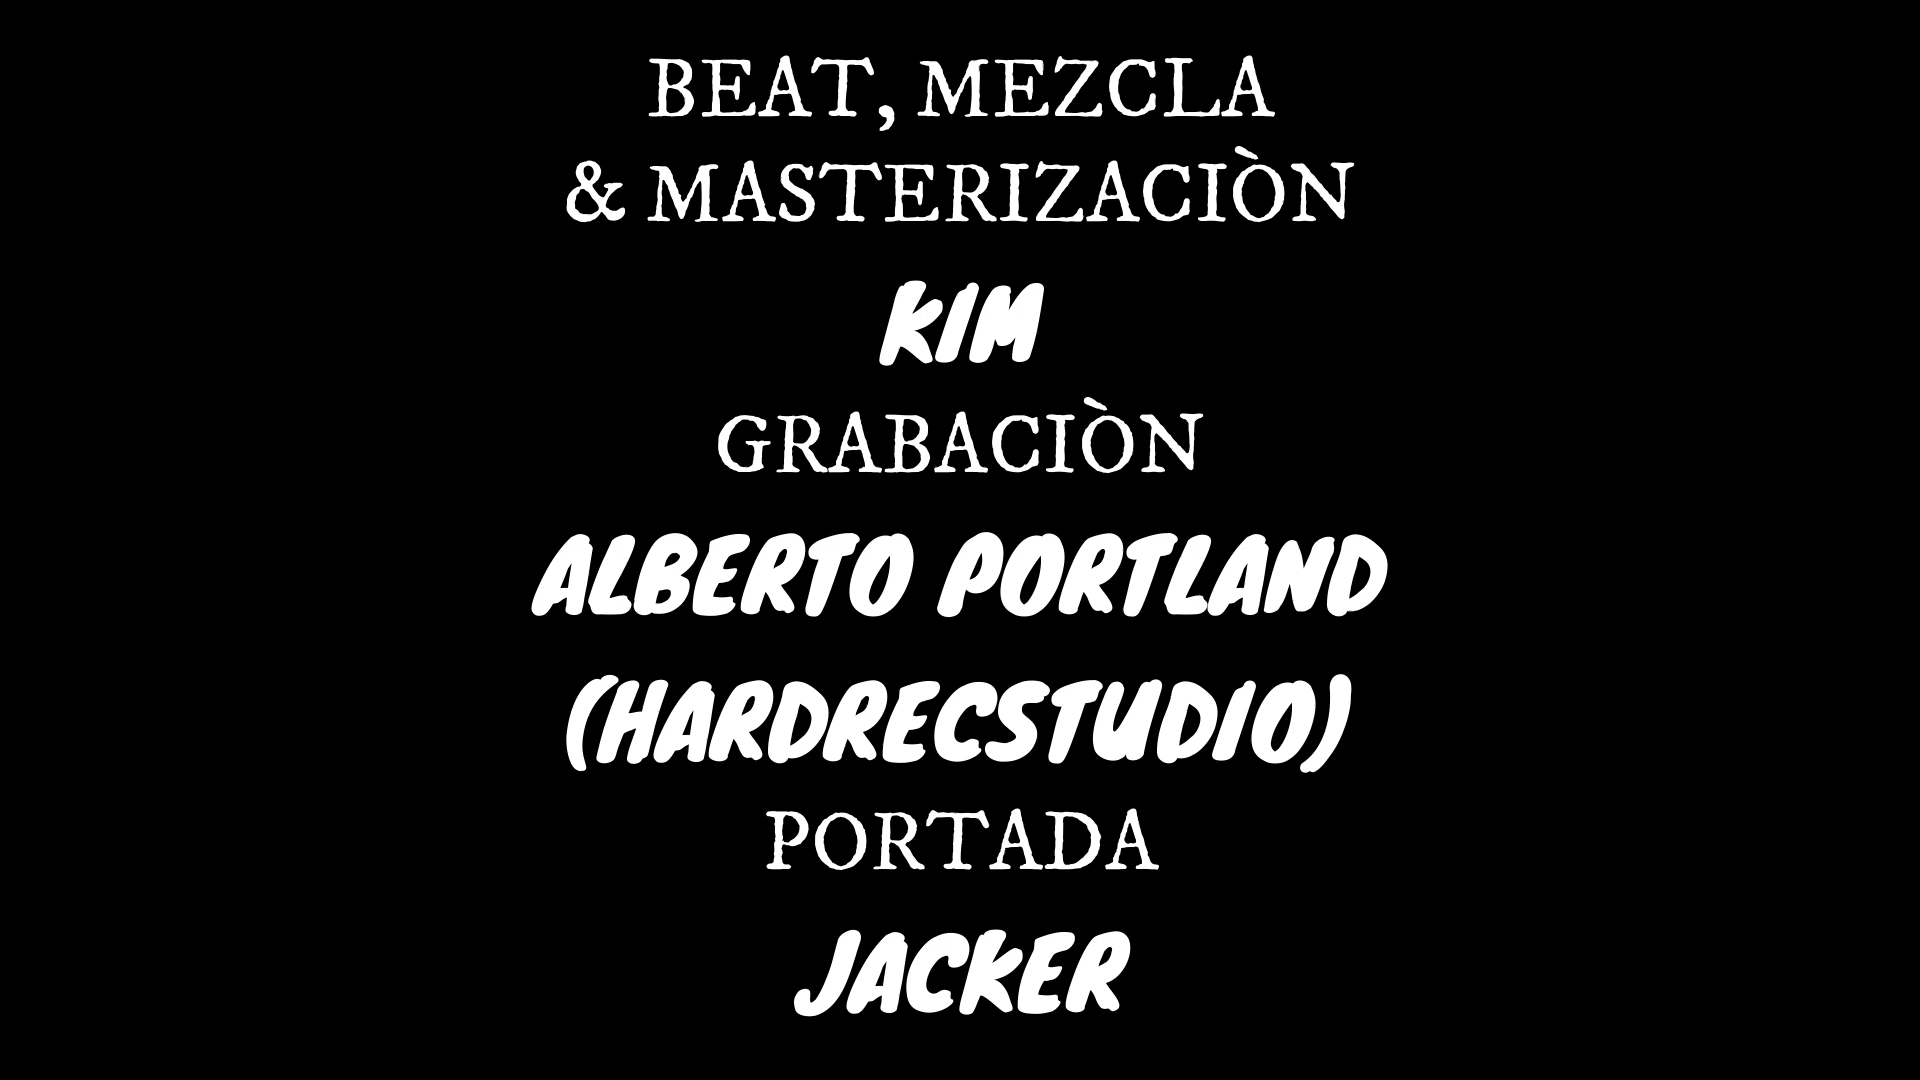 BEAT, MEZCLA
& MASTERIZACIÒN
KIM
GRABACIÒN
ALBERTO PORTLAND
(HARDRECSTUDIO)
PORTADA
JACKER